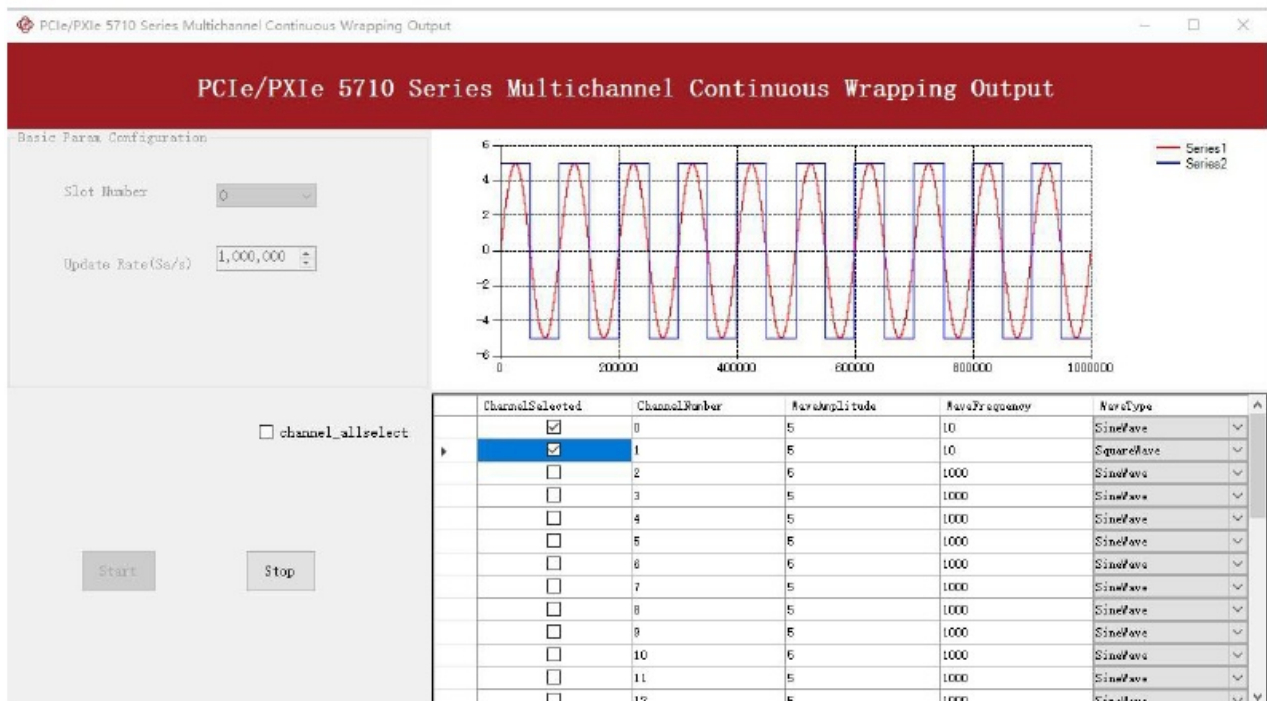 PCIe/PXIe 5710 Series Multichannel Continuous Wrapping Output
PCIe/PXIe 5710 Series Multichannel Continuous Wrapping Output
Basic Param Configuration
Slot Number 0
Update Rate(Sa/s) 1,000,000
6
4
2
0
-2
-4
-6
0 200000 400000 600000 800000 1000000
Series1
Series2
channel_allselect
Start Stop
ChannelSelected ChannelNumber WaveAmplitude WaveFrequency WaveType
0 5 10 SineWave
1 5 10 SquareWave
2 5 1000 SineWave
3 5 1000 SineWave
4 5 1000 SineWave
5 5 1000 SineWave
6 5 1000 SineWave
7 5 1000 SineWave
8 5 1000 SineWave
9 5 1000 SineWave
10 5 1000 SineWave
11 5 1000 SineWave
12 5 1000 SineWave